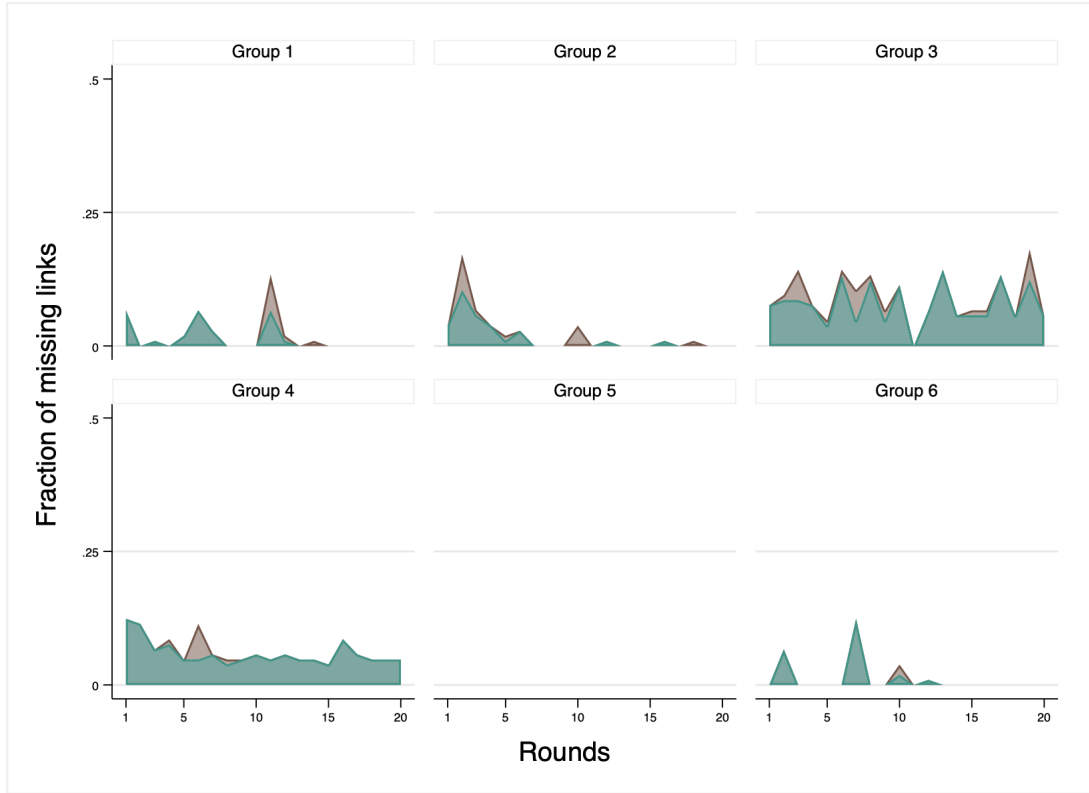 Group 1 Group 2 Group 3
.5
.25
0
Group 4 Group 5 Group 6
.5
.25
0
1 5 10 15 20 1 5 10 15 20 1 5 10 15 20
Fraction of missing links
Rounds